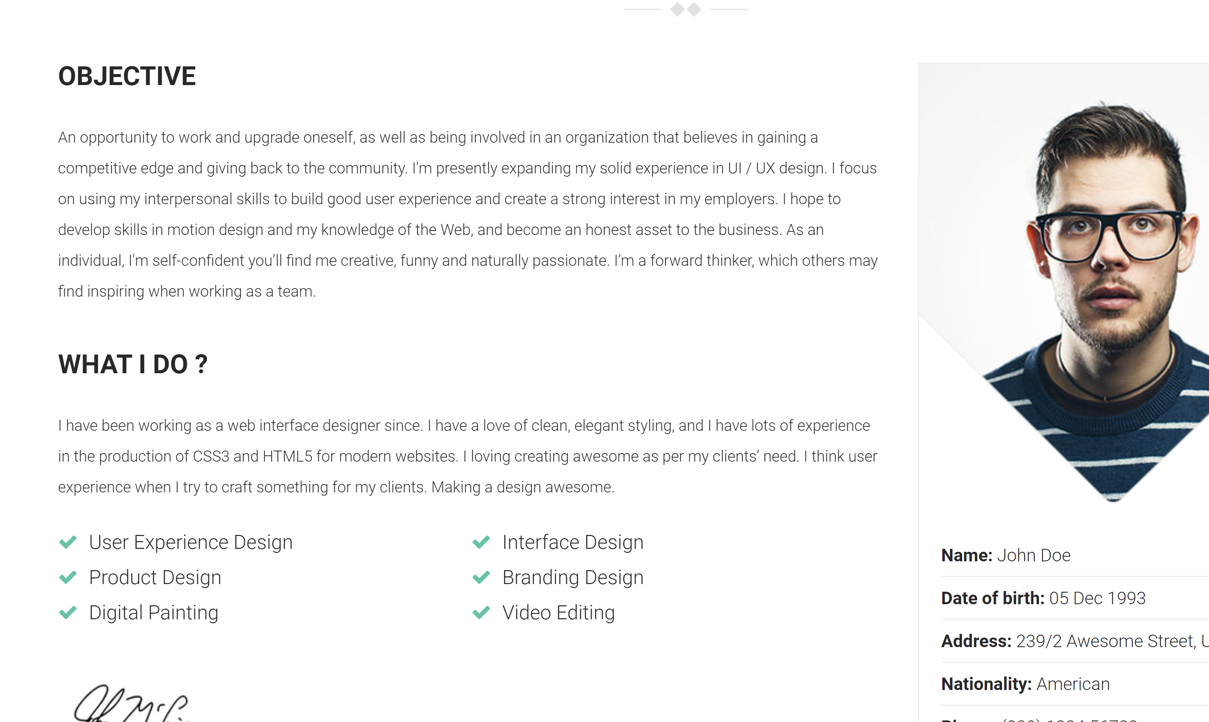 OBJECTIVE
An opportunity to work and upgrade oneself, as well as being involved in an organization that believes in gaining a
competitive edge and giving back to the community. I'm presently expanding my solid experience in UI / UX design. I focus
on using my interpersonal skills to build good user experience and create a strong interest in my employers. I hope to
develop skills in motion design and my knowledge of the Web, and become an honest asset to the business. As an
individual, I'm self-confident you’ll find me creative, funny and naturally passionate. I’m a forward thinker, which others may
find inspiring when working as a team.
WHAT I DO ?
I have been working as a web interface designer since. I have a love of clean, elegant styling, and I have lots of experience
in the production of CSS3 and HTML5 for modern websites. I loving creating awesome as per my clients’ need. I think user
experience when I try to craft something for my clients. Making a design awesome.
User Experience Design
Product Design
Digital Painting
Interface Design
Branding Design
Video Editing
Name: John Doe
Date of birth: 05 Dec 1993
Address: 239/2 Awesome Street, U
Nationality: American